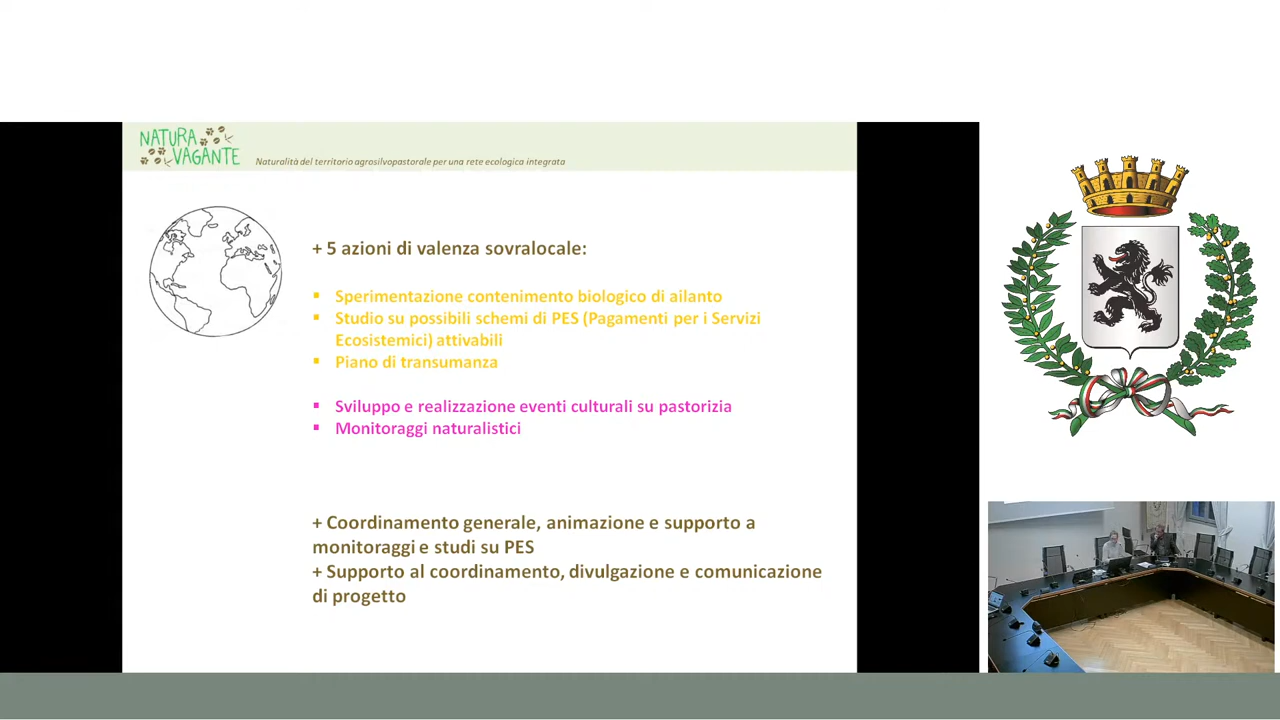 NATURA
VAGANTE
Naturalità del territorio agrosilvopastorale per una rete ecologica integrata
+ 5 azioni di valenza sovralocale:
▪ Sperimentazione contenimento biologico di ailanto
▪ Studio su possibili schemi di PES (Pagamenti per i Servizi
Ecosistemici) attivabili
▪ Piano di transumanza
▪ Sviluppo e realizzazione eventi culturali su pastorizia
▪ Monitoraggi naturalistici
+ Coordinamento generale, animazione e supporto a
monitoraggi e studi su PES
+ Supporto al coordinamento, divulgazione e comunicazione
di progetto